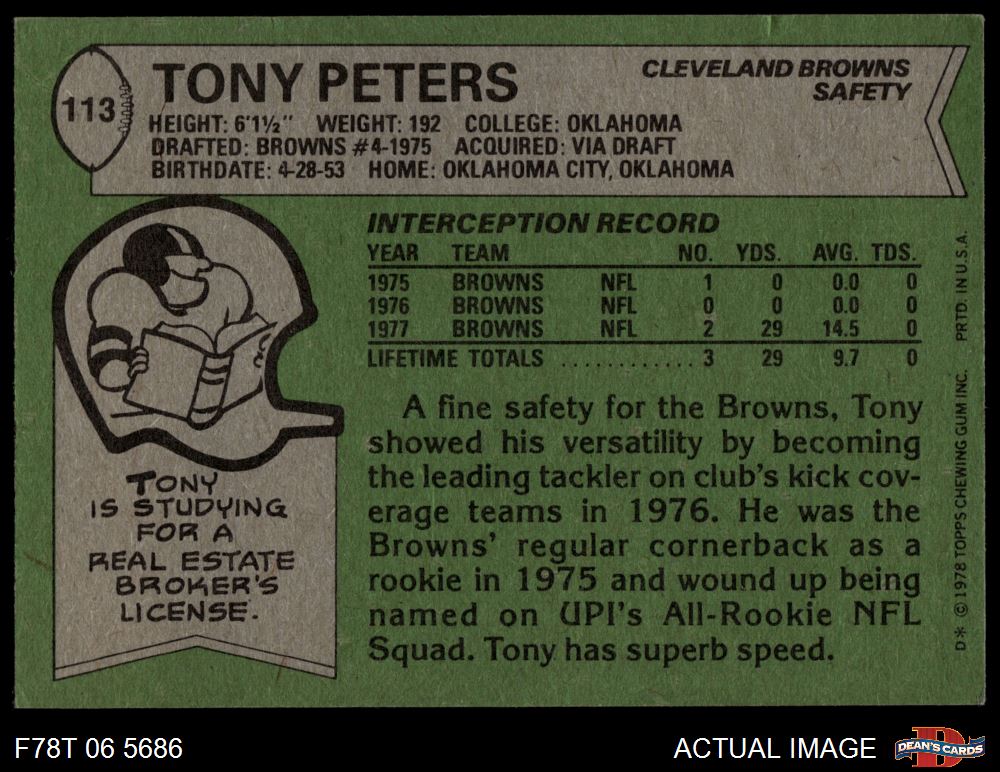 113
TONY PETERS
CLEVELAND BROWNS
SAFETY
HEIGHT: 6'1½" WEIGHT: 192 COLLEGE: OKLAHOMA
DRAFTED: BROWNS #4-1975 ACQUIRED: VIA DRAFT
BIRTHDATE: 4-28-53 HOME: OKLAHOMA CITY, OKLAHOMA
INTERCEPTION RECORD
YEAR TEAM NO. YDS. AVG. TDS.
1975 BROWNS NFL 1 0 0.0 0
1976 BROWNS NFL 0 0 0.0 0
1977 BROWNS NFL 2 29 14.5 0
LIFETIME TOTALS ............ 3 29 9.7 0
A fine safety for the Browns, Tony
showed his versatility by becoming
the leading tackler on club's kick cov-
erage teams in 1976. He was the
Browns' regular cornerback as a
rookie in 1975 and wound up being
named on UPI's All-Rookie NFL
Squad. Tony has superb speed.
TONY
IS STUDYING
FOR A
REAL ESTATE
BROKER'S
LICENSE.
D* © 1978 TOPPS CHEWING GUM INC. PRTD. IN U.S.A.
F78T 06 5686
ACTUAL IMAGE
D
DEAN'S CARDS